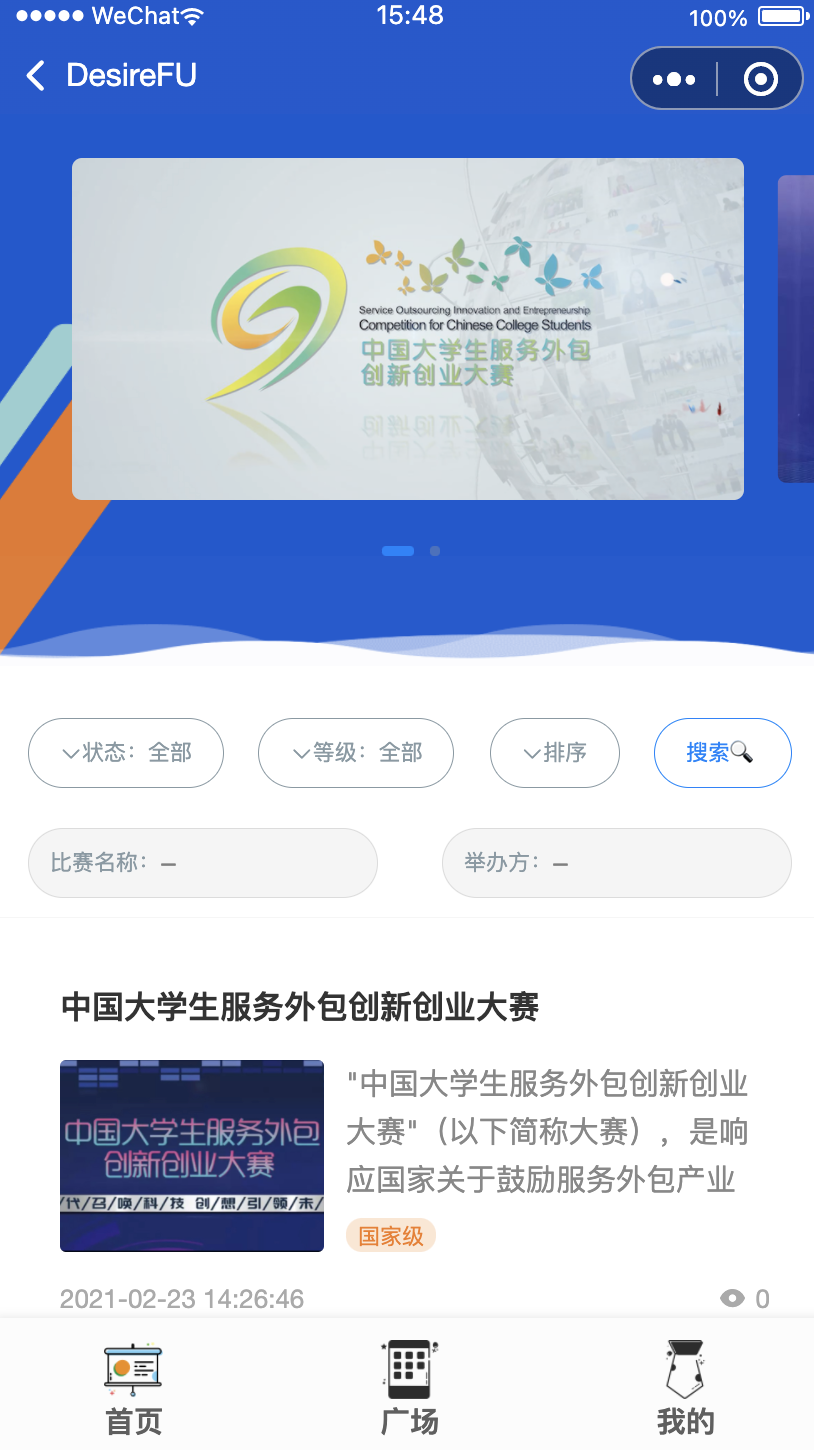 WeChat 15:48 100%
DesireFU
Service Outsourcing Innovation and Entrepreneurship
Competition for Chinese College Students
中国大学生服务外包
创新创业大赛
状态：全部 等级：全部 排序 搜索
比赛名称：— 举办方：—
中国大学生服务外包创新创业大赛
中国大学生服务外包
创新创业大赛
代/召/唤/科/技 创/想/引/领/未/
"中国大学生服务外包创新创业
大赛"（以下简称大赛），是响
应国家关于鼓励服务外包产业
国家级
2021-02-23 14:26:46 0
首页 广场 我的